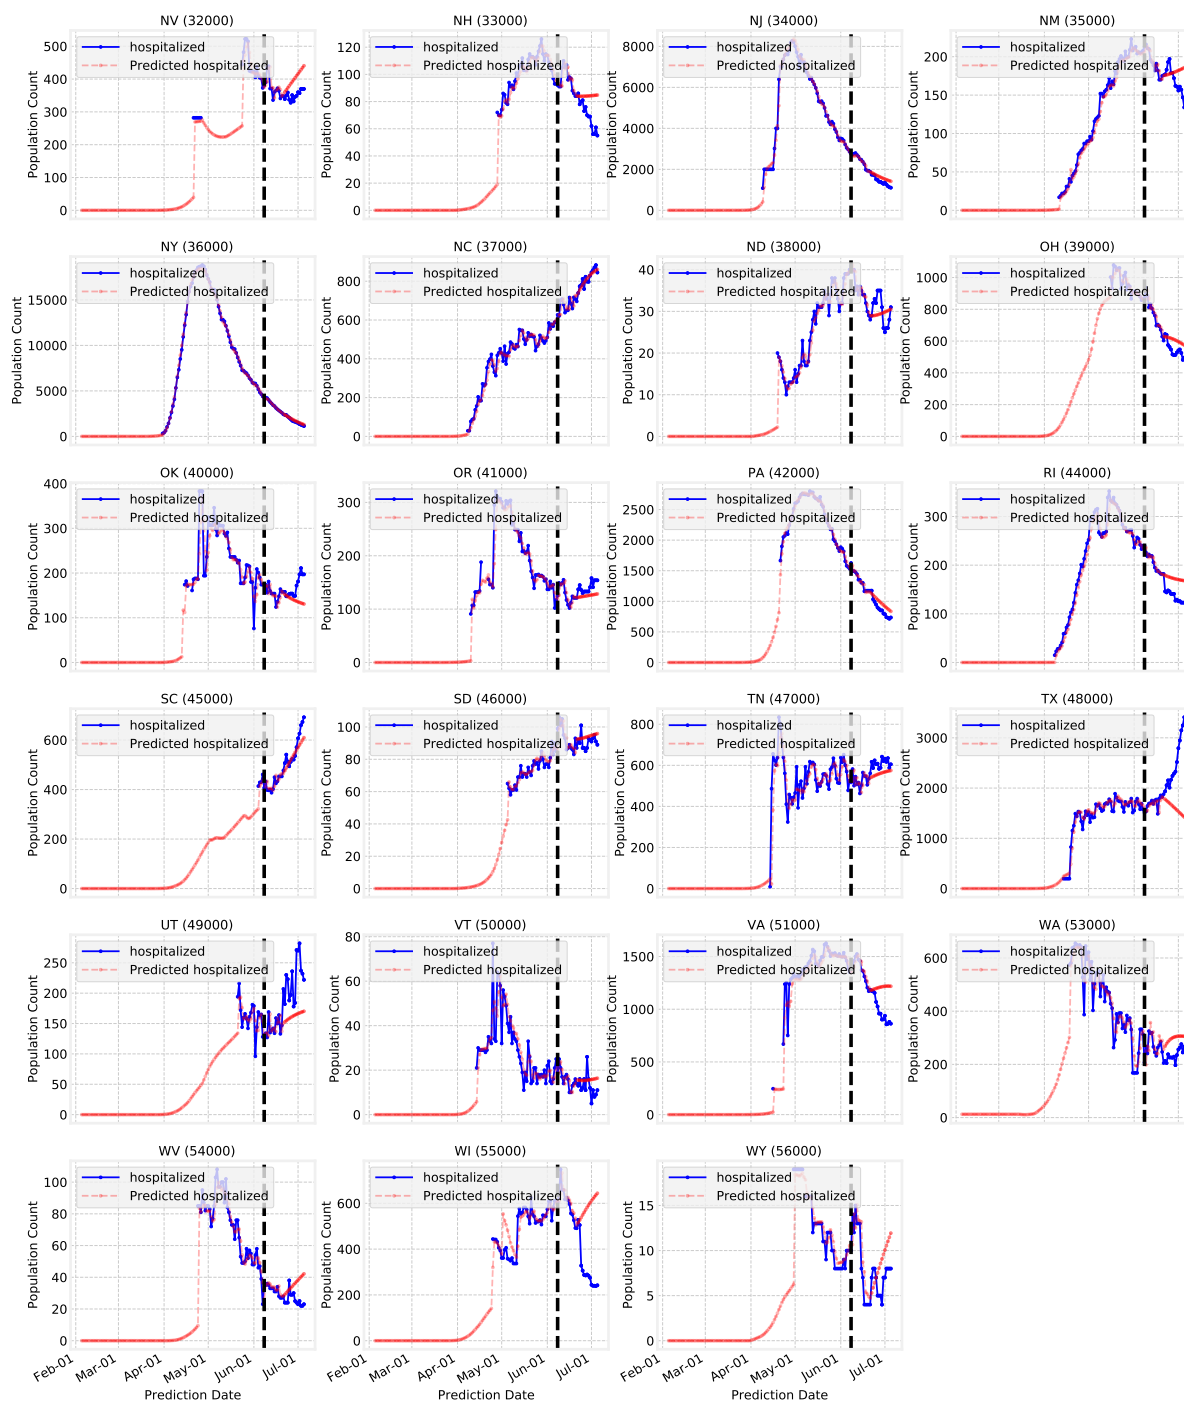 NV (32000)
hospitalized
Predicted hospitalized
Population Count
500
400
300
200
100
0
NH (33000)
hospitalized
Predicted hospitalized
Population Count
120
100
80
60
40
20
0
NJ (34000)
hospitalized
Predicted hospitalized
Population Count
8000
6000
4000
2000
0
NM (35000)
hospitalized
Predicted hospitalized
Population Count
200
150
100
50
0
NY (36000)
hospitalized
Predicted hospitalized
Population Count
15000
10000
5000
0
NC (37000)
hospitalized
Predicted hospitalized
Population Count
800
600
400
200
0
ND (38000)
hospitalized
Predicted hospitalized
Population Count
40
30
20
10
0
OH (39000)
hospitalized
Predicted hospitalized
Population Count
1000
800
600
400
200
0
OK (40000)
hospitalized
Predicted hospitalized
Population Count
400
300
200
100
0
OR (41000)
hospitalized
Predicted hospitalized
Population Count
300
200
100
0
PA (42000)
hospitalized
Predicted hospitalized
Population Count
2500
2000
1500
1000
500
0
RI (44000)
hospitalized
Predicted hospitalized
Population Count
300
200
100
0
SC (45000)
hospitalized
Predicted hospitalized
Population Count
600
400
200
0
SD (46000)
hospitalized
Predicted hospitalized
Population Count
100
80
60
40
20
0
TN (47000)
hospitalized
Predicted hospitalized
Population Count
800
600
400
200
0
TX (48000)
hospitalized
Predicted hospitalized
Population Count
3000
2000
1000
0
UT (49000)
hospitalized
Predicted hospitalized
Population Count
250
200
150
100
50
0
VT (50000)
hospitalized
Predicted hospitalized
Population Count
80
60
40
20
0
VA (51000)
hospitalized
Predicted hospitalized
Population Count
1500
1000
500
0
WA (53000)
hospitalized
Predicted hospitalized
Population Count
600
400
200
0
WV (54000)
hospitalized
Predicted hospitalized
Population Count
100
80
60
40
20
0
Feb-01
Mar-01
Apr-01
May-01
Jun-01
Jul-01
Prediction Date
WI (55000)
hospitalized
Predicted hospitalized
Population Count
600
400
200
0
Feb-01
Mar-01
Apr-01
May-01
Jun-01
Jul-01
Prediction Date
WY (56000)
hospitalized
Predicted hospitalized
Population Count
15
10
5
0
Feb-01
Mar-01
Apr-01
May-01
Jun-01
Jul-01
Prediction Date